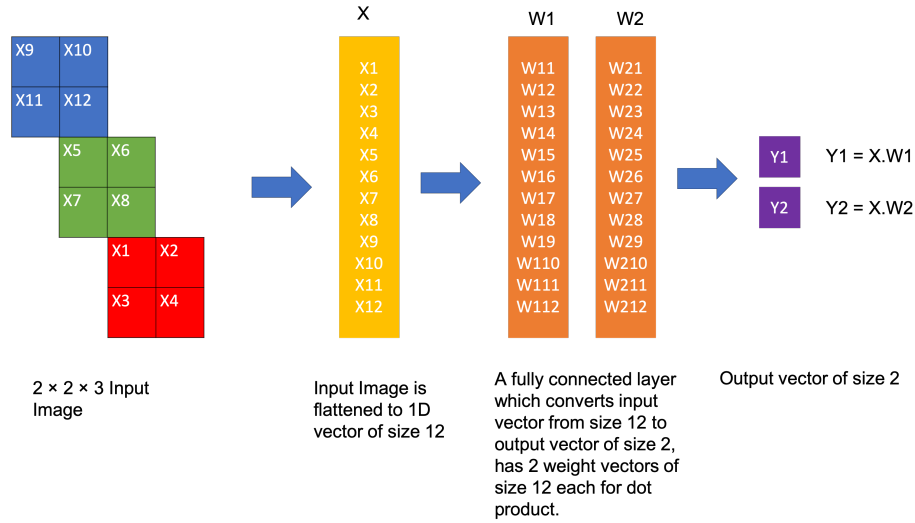 X
W1
W2
X9 X10
X11 X12
X5 X6
X7 X8
X1 X2
X3 X4
X1
X2
X3
X4
X5
X6
X7
X8
X9
X10
X11
X12
W11
W12
W13
W14
W15
W16
W17
W18
W19
W110
W111
W112
W21
W22
W23
W24
W25
W26
W27
W28
W29
W210
W211
W212
Y1 Y1 = X.W1
Y2 Y2 = X.W2
2 × 2 × 3 Input
Image
Input Image is
flattened to 1D
vector of size 12
A fully connected layer
which converts input
vector from size 12 to
output vector of size 2,
has 2 weight vectors of
size 12 each for dot
product.
Output vector of size 2